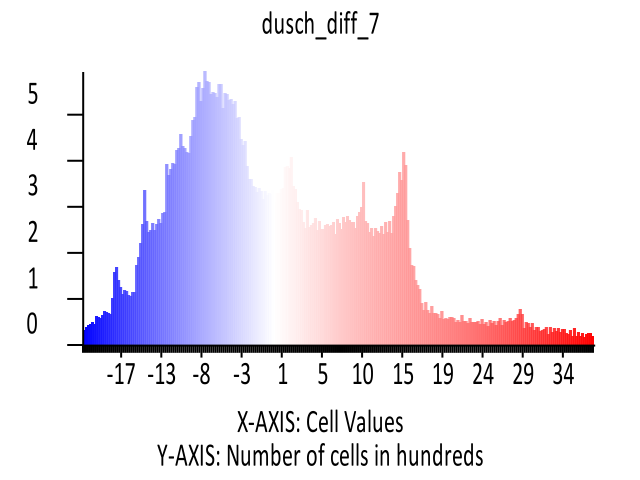 dusch_diff_7
5
4
3
2
1
0
-17 -13 -8 -3 1 5 10 15 19 24 29 34
X-AXIS: Cell Values
Y-AXIS: Number of cells in hundreds